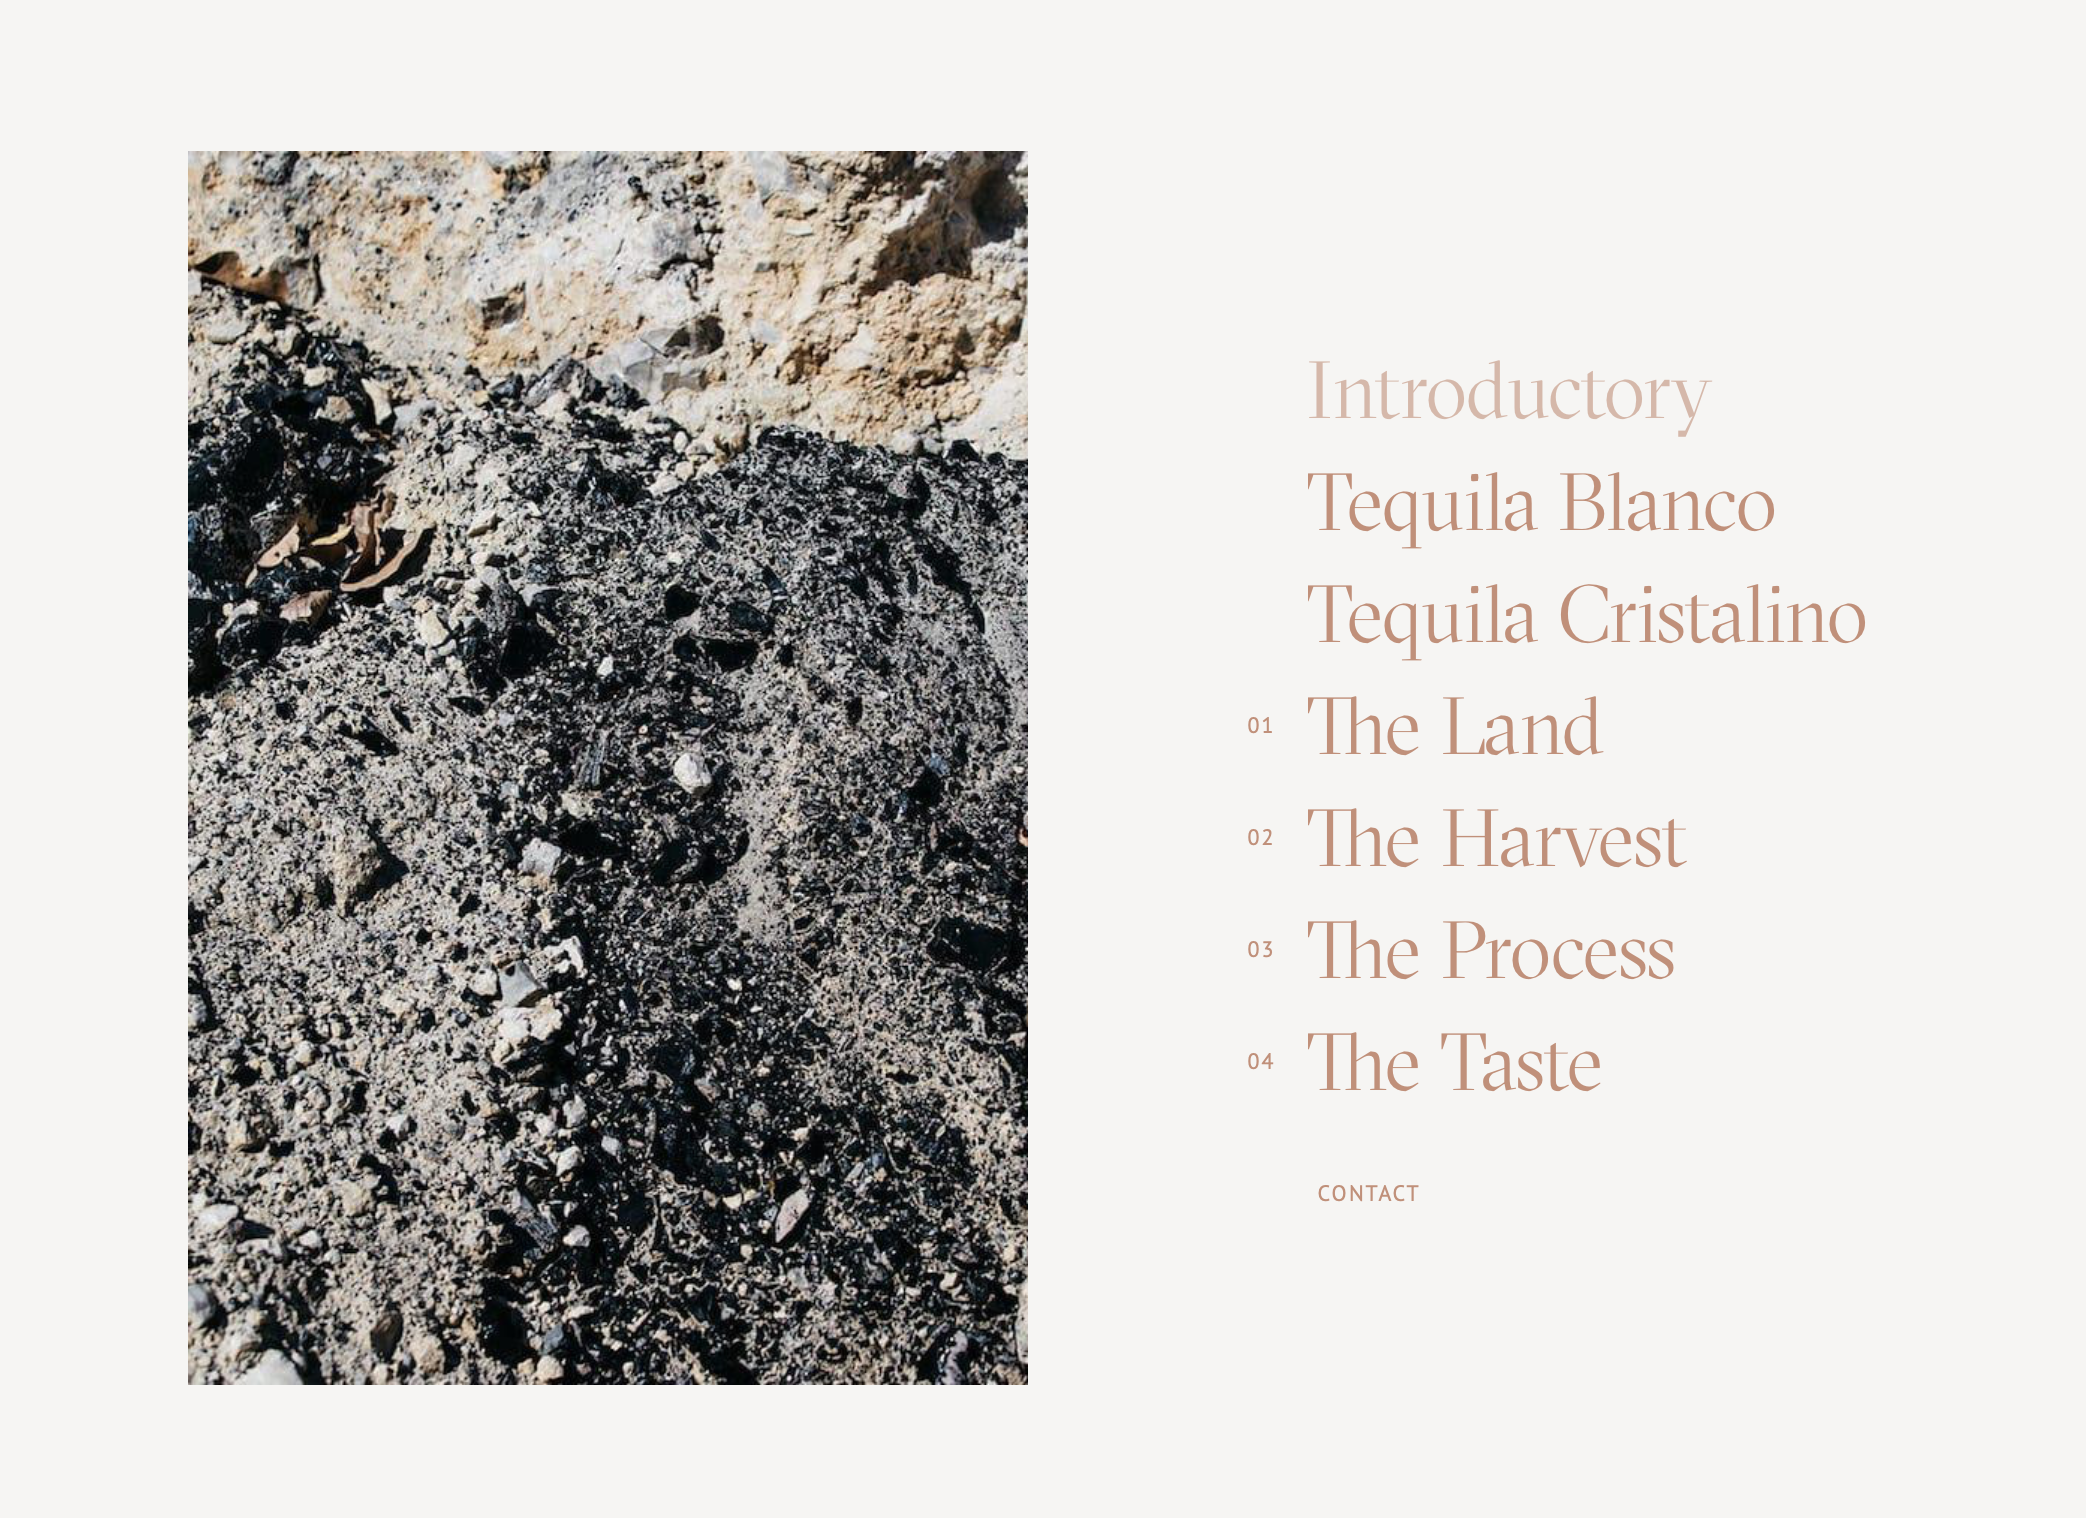 Introductory
Tequila Blanco
Tequila Cristalino
01 The Land
02 The Harvest
03 The Process
04 The Taste
CONTACT